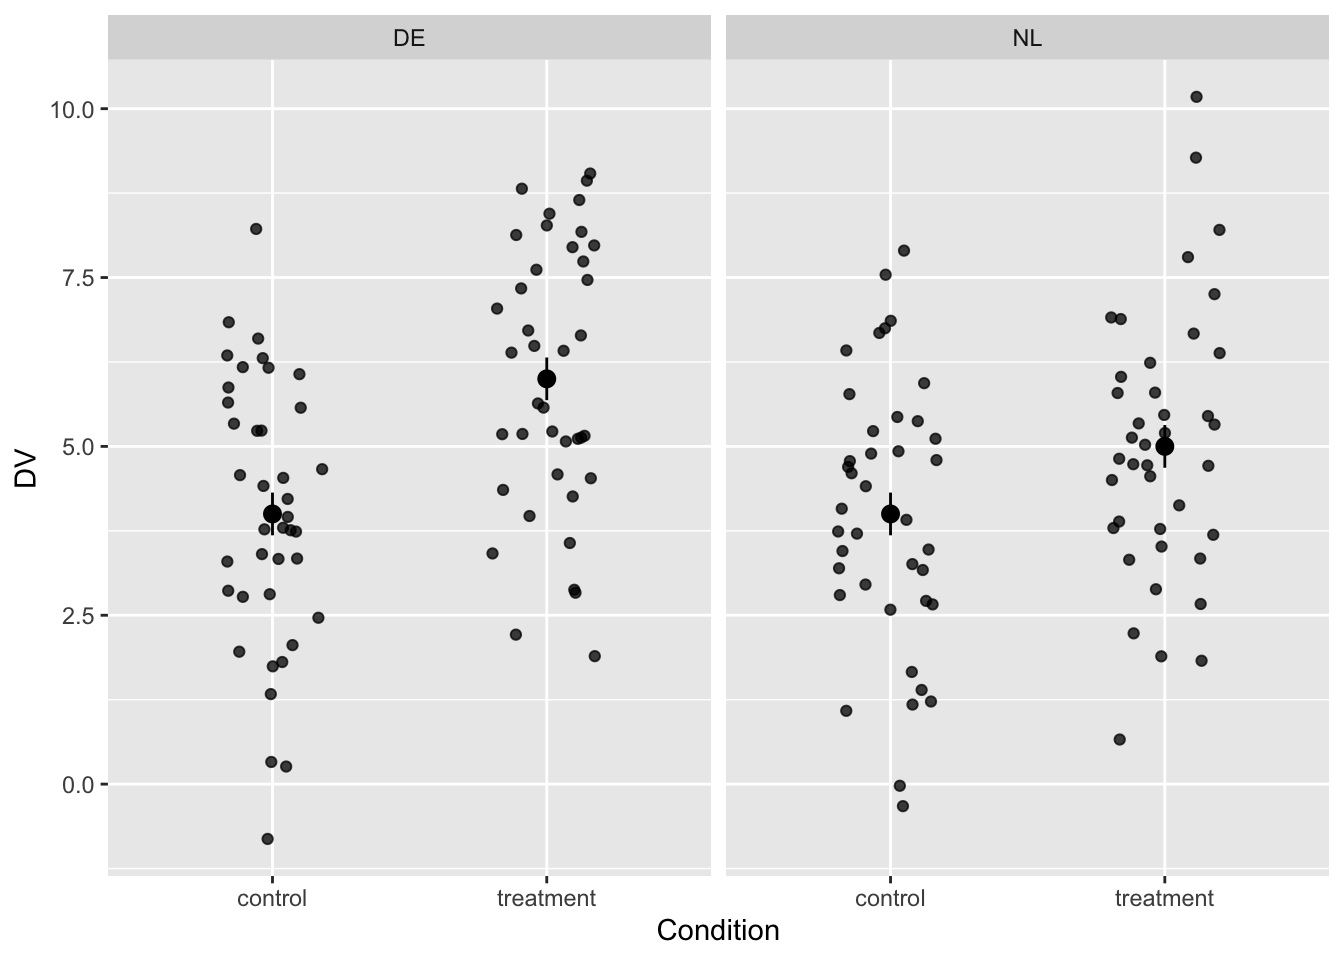 DE
NL
10.0
7.5
5.0
2.5
0.0
DV
control
treatment
control
treatment
Condition